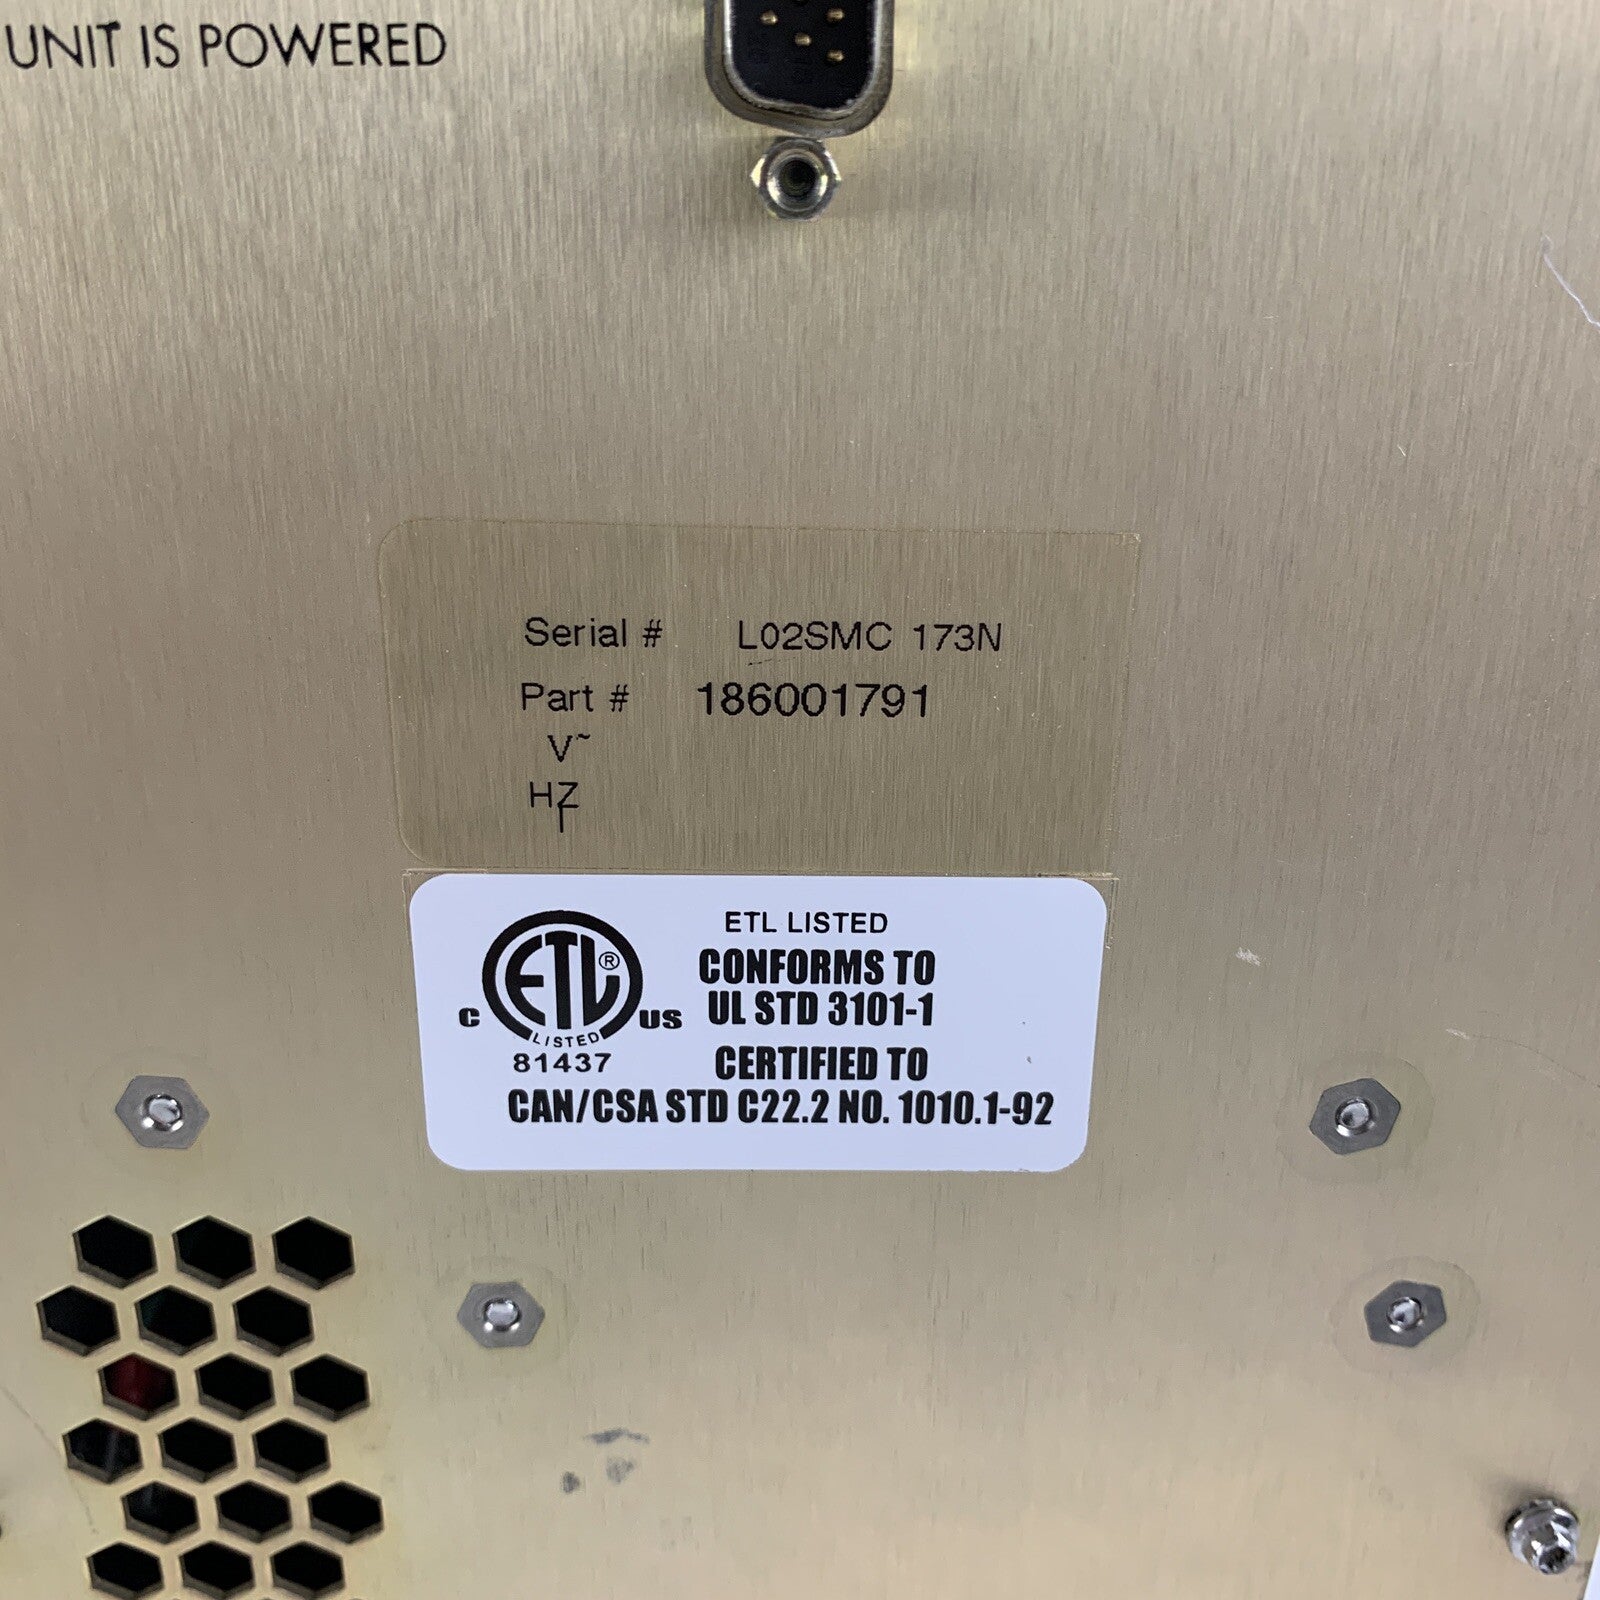 UNIT IS POWERED
Serial # L02SMC 173N
Part # 186001791
V~
HZ
ETL LISTED
CONFORMS TO
UL STD 3101-1
CERTIFIED TO
CAN/CSA STD C22.2 NO. 1010.1-92
C ETL® US
LISTED
81437